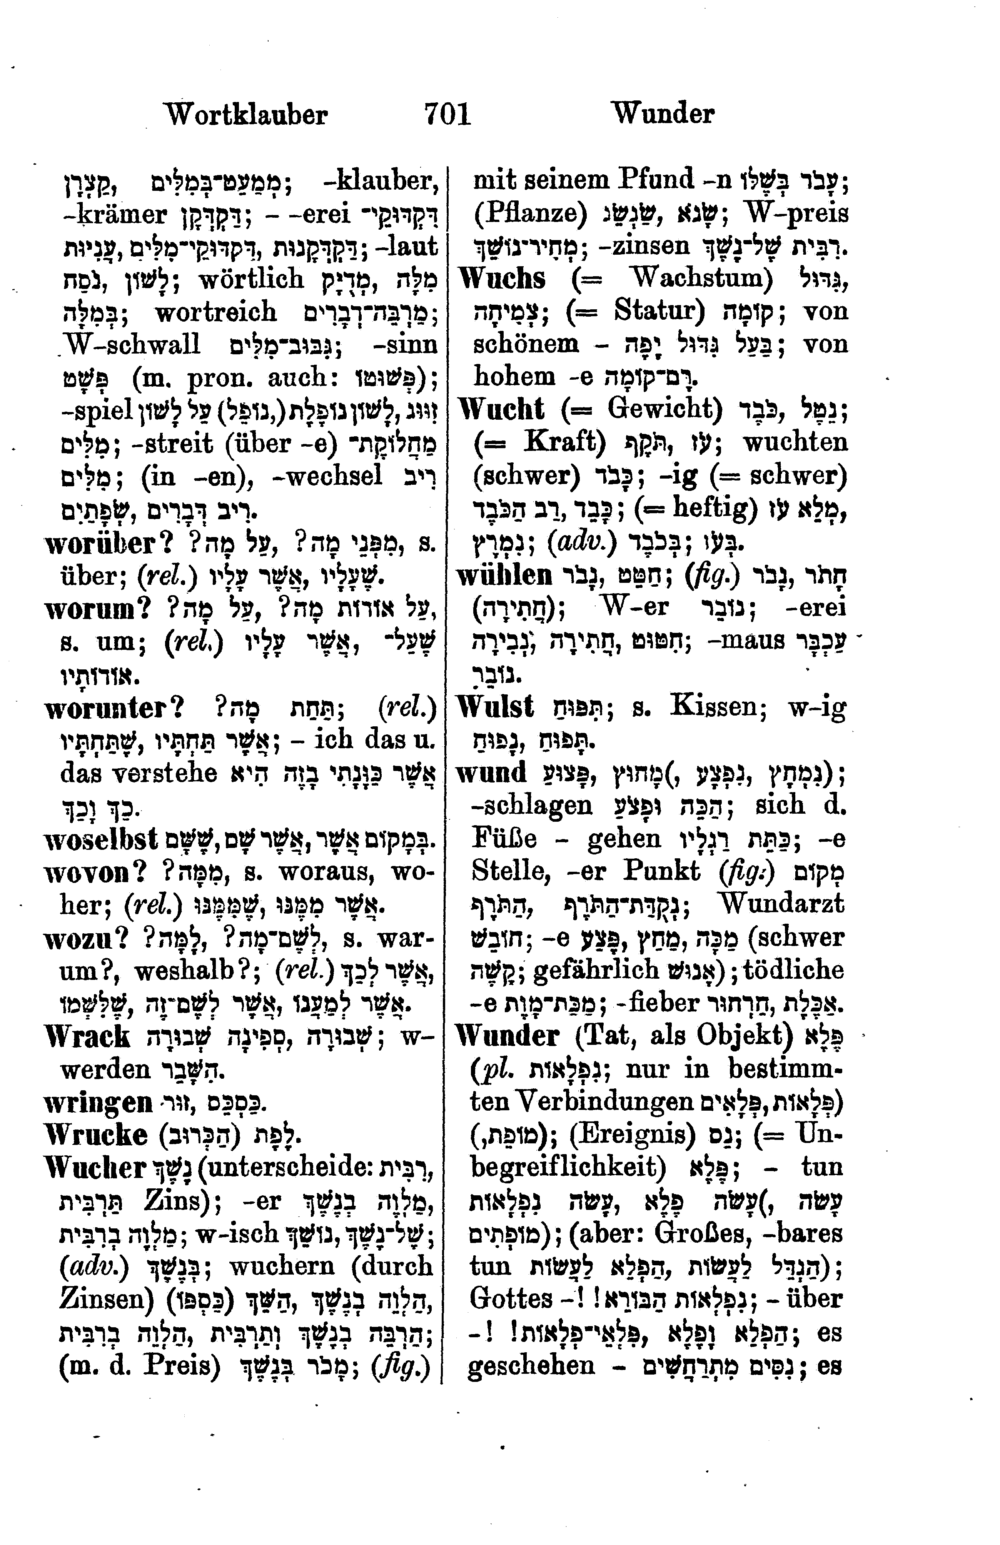 Wortklauber 701 Wunder
מְמַעֵט־בְּמִלִּים, קַצְרָן; -klauber,
-krämer דַּקְדְּקָן; - -erei דִּקְדּוּקֵי־
מִלִּים, עֲנִיּוּת, דִּקְדּוּקֵי־ דַּקְדְּקָנוּת; -laut
לָשׁוֹן, נֹסַח; wörtlich מִלָּה, מְדֻיָּק
בְּמִלָּה; wortreich מַרְבֵּה־דְבָרִים;
W-schwall גִּבּוּב־מִלִּים; -sinn
פְּשָׁט (m. pron. auch: פְּשׁוּטוֹ);
-spiel זִוּוּג, לָשׁוֹן נוֹפֶלֶת (נוֹפֵל) עַל לָשׁוֹן
מִלִּים; -streit (über -e) מַחֲלוֹקֶת־
מִלִּים; (in -en), -wechsel רִיב
רִיב דְּבָרִים, שְׂפָתַיִם.
worüber? עַל מָה?, מִפְּנֵי מָה?, s.
über; (rel.) שֶׁעָלָיו, אֲשֶׁר עָלָיו.
worum? עַל מָה?, עַל אוֹדוֹת מָה?,
s. um; (rel.) אֲשֶׁר עָלָיו, שֶׁעַל־
אוֹדוֹתָיו.
worunter? תַּחַת מָה?; (rel.)
אֲשֶׁר תַּחְתָּיו, שֶׁתַּחְתָּיו; - ich das u.
das verstehe אֲשֶׁר כַּוָּנָתִי בָזֶה הִיא
כָּךְ וָכָךְ.
woselbst בִּמְקוֹם אֲשֶׁר, אֲשֶׁר שָׁם, שֶׁשָּׁם.
wovon? מִמָּה?, s. woraus, wo-
her; (rel.) אֲשֶׁר מִמֶּנּוּ, שֶׁמִּמֶּנּוּ.
wozu? לְשֵׁם־מָה?, לָמָּה?, s. war-
um?, weshalb?; (rel.) אֲשֶׁר לְכָךְ,
אֲשֶׁר לְמַעֲנוֹ, אֲשֶׁר לְשֵׁם־זֶה, שֶׁלִּשְׁמוֹ.
Wrack סְפִינָה שְׁבוּרָה, שְׁבוּרָה; w-
werden הִשָּׁבֵר.
wringen זוּר, כַּסְכֵּס.
Wrucke לֶפֶת (הַכְּרוּב).
Wucher נֶשֶׁךְ (unterscheide: רִבִּית,
תַּרְבִּית Zins); -er מַלְוֶה בְנֶשֶׁךְ,
מַלְוֶה בְרִבִּית; w-isch שֶׁל־נֶשֶׁךְ, נוֹשֵׁךְ;
(adv.) בְּנֶשֶׁךְ; wuchern (durch
Zinsen) הַלְוֵה בְנֶשֶׁךְ, הַשֵּׁךְ (כַּסְפּוֹ),
הַרְבֵּה בְנֶשֶׁךְ וְתַרְבִּית, הַלְוֵה בְרִבִּית;
(m. d. Preis) מָכֹר בְּנֶשֶׁךְ; (fig.)
mit seinem Pfund -n עָבֹד בְּשֶׁלּוֹ;
(Pflanze) שָׂגֹא, שַׂגְשֵׂג; W-preis
מְחִיר־נוֹשֵׁךְ; -zinsen רִבִּית שֶׁל־נֶשֶׁךְ.
Wuchs (= Wachstum) גִּדּוּל,
צְמִיחָה; (= Statur) קוֹמָה; von
schönem - בַּעַל גִּדּוּל יָפֶה; von
hohem -e רָם־קוֹמָה.
Wucht (= Gewicht) כֹּבֶד, נֵטֶל;
(= Kraft) תֹּקֶף, עֹז; wuchten
(schwer) כָּבֹד; -ig (= schwer)
כָּבֵד, רַב הַכֹּבֶד; (= heftig) מְלֵא עֹז,
נִמְרָץ; (adv.) בְּעֹז; בְּכֹבֶד.
wühlen חַטֵּט, נָבֹר; (fig.) חָתֹר, נָבֹר
(חֲתִירָה); W-er נוֹבֵר; -erei
חִטּוּט, חֲתִירָה, נְבִירָה; -maus עַכְבָּר
נוֹבֵר.
Wulst תְּפוּחַ; s. Kissen; w-ig
תָּפוּחַ, נָפוּחַ.
wund פָּצוּעַ, מָחוּץ (נִמְחָץ, נִפְצָע);
-schlagen הַכֵּה וּפָצֹעַ; sich d.
Füße - gehen כַּתֵּת רַגְלָיו; -e
Stelle, -er Punkt (fig.) מָקוֹם
הַתֹּרֶף, נְקֻדַּת־הַתֹּרֶף; Wundarzt
חוֹבֵשׁ; -e מַכָּה, מַחַץ, פֶּצַע (schwer
קָשֶׁה; gefährlich אָנוּשׁ); tödliche
-e מַכַּת־מָוֶת; -fieber אַכֶּלֶת, חַרְחוּר.
Wunder (Tat, als Objekt) פֶּלֶא
(pl. נִפְלָאוֹת; nur in bestimm-
ten Verbindungen פְּלָאוֹת, פְּלָאִים)
(מוֹפֵת,); (Ereignis) נֵס; (= Un-
begreiflichkeit) פֶּלֶא; - tun
עָשׂה ,)עָשׂה פֶלֶא, עָשׂה נִפְלָאוֹת
מוֹפְתִים); (aber: Großes, -bares
tun הַגְדֵּל לַעֲשׂוֹת, הַפְלֵא לַעֲשׂוֹת);
Gottes -! נִפְלְאוֹת הַבּוֹרֵא!; - über
-! הַפְלֵא וָפֶלֶא, פִּלְאֵי־פְלָאוֹת!; es
geschehen - נִסִּים מִתְרַחֲשִׁים; es